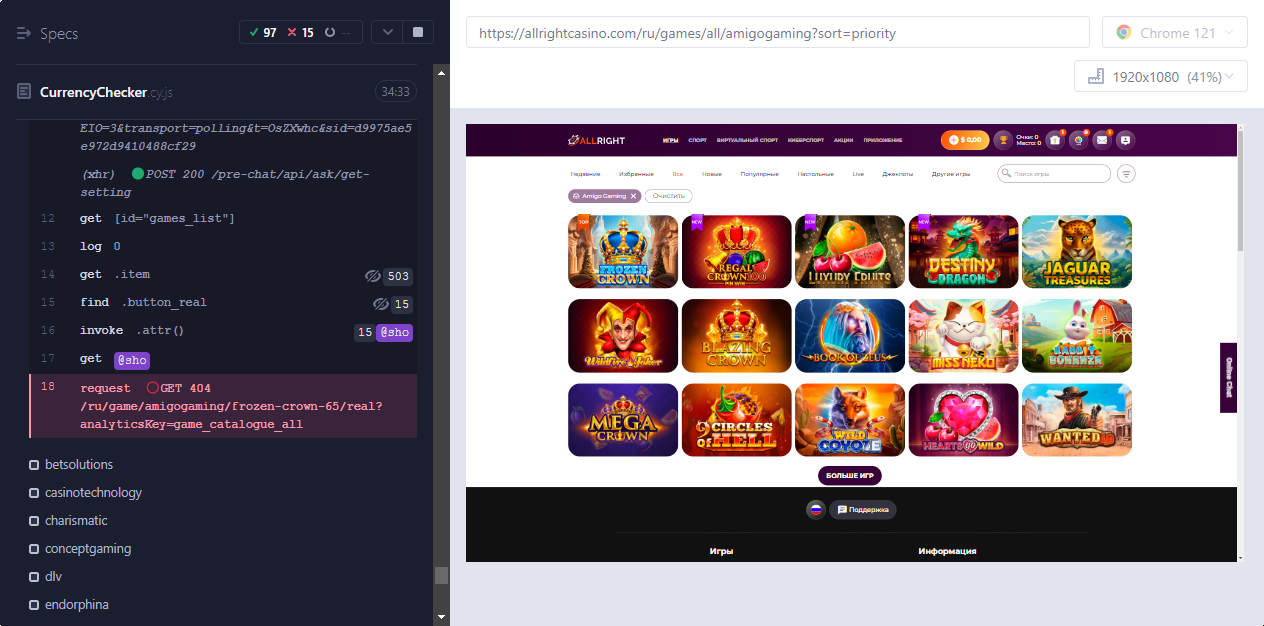 Specs
97
15
--
CurrencyChecker.cy.js
34:33
EIO=3&transport=polling&t=OsZXwhc&sid=d9975ae5
e972d9410488cf29
(xhr) POST 200 /pre-chat/api/ask/get-
setting
12 get [id="games_list"]
13 log 0
14 get .item 503
15 find .button_real 15
16 invoke .attr() 15 @sho
17 get @sho
18 request GET 404
/ru/game/amigogaming/frozen-crown-65/real?
analyticsKey=game_catalogue_all
betsolutions
casinotechnology
charismatic
conceptgaming
dlv
endorphina
https://allrightcasino.com/ru/games/all/amigogaming?sort=priority
Chrome 121
1920x1080 (41%)
ALLRIGHT
ИГРЫ СПОРТ ВИРТУАЛЬНЫЙ СПОРТ КИБЕРСПОРТ АКЦИИ ПРИЛОЖЕНИЕ
$ 0,00
Очки: 0
Место: 0
Недавние Избранные Все Новые Популярные Настольные Live Джекпоты Другие игры
Поиск игры
Amigo Gaming Очистить
TOP
FROZEN CROWN
NEW
REGAL CROWN 100
PIN WIN
NEW
LUXURY FRUITS
NEW
DESTINY DRAGON
JAGUAR TREASURES
Wildfire Joker
BLAZING CROWN
BOOK OF ZEUS
MISS NEKO
RABBIT BONANZA
MEGA CROWN
CIRCLES OF HELL
WILD COYOTE
HEARTS GO WILD
WANTED
БОЛЬШЕ ИГР
Online Chat
Поддержка
Игры
Информация